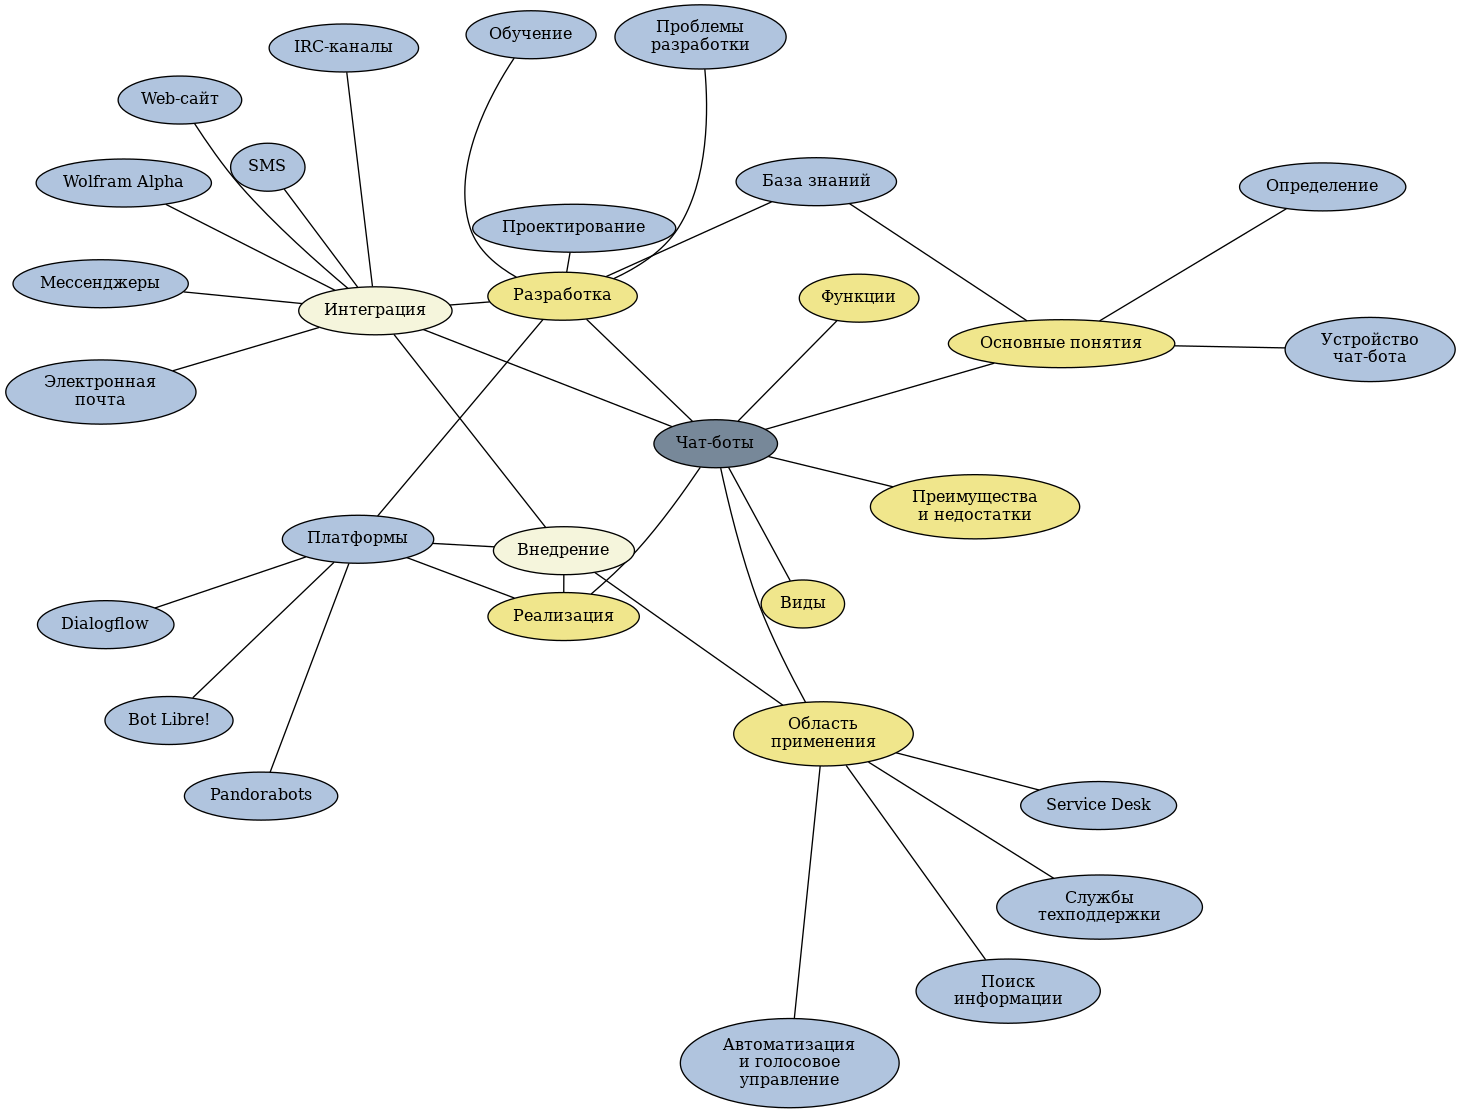 Обучение
Проблемы
разработки
IRC-каналы
Web-сайт
SMS
Wolfram Alpha
База знаний
Определение
Проектирование
Мессенджеры
Интеграция
Разработка
Функции
Основные понятия
Устройство
чат-бота
Электронная
почта
Чат-боты
Преимущества
и недостатки
Платформы
Внедрение
Dialogflow
Реализация
Виды
Bot Libre!
Область
применения
Pandorabots
Service Desk
Службы
техподдержки
Поиск
информации
Автоматизация
и голосовое
управление